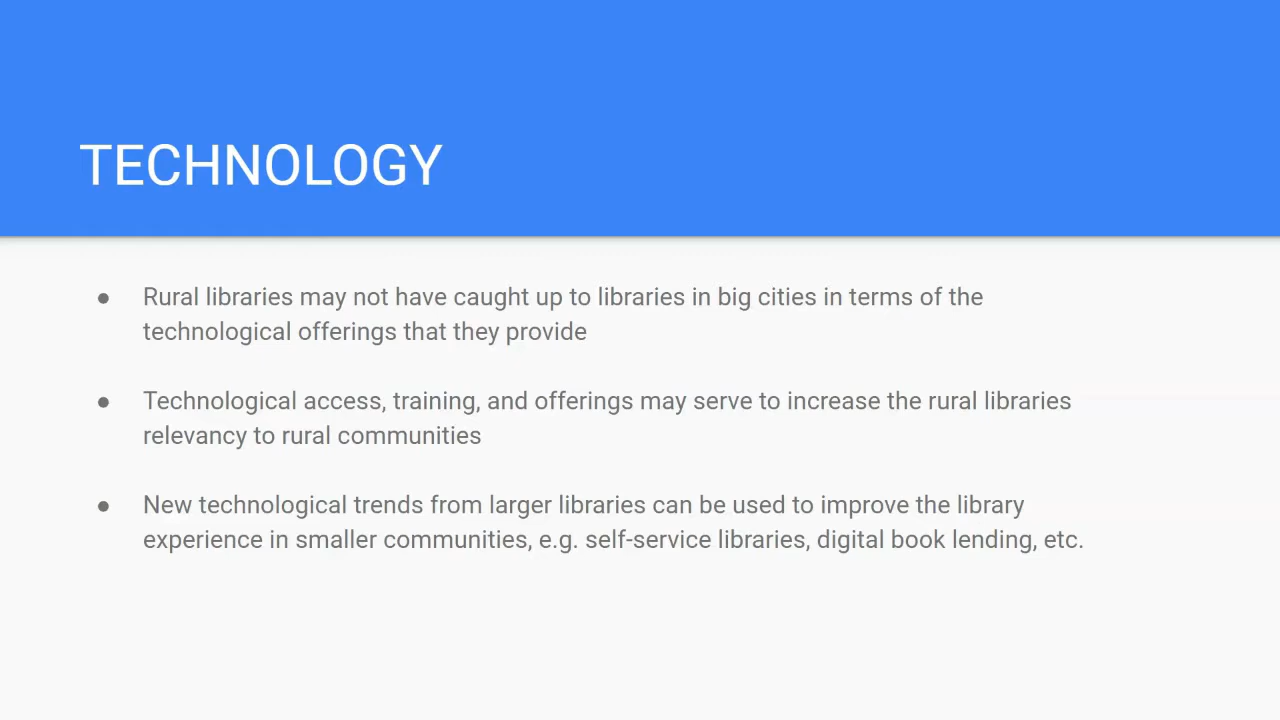 TECHNOLOGY
● Rural libraries may not have caught up to libraries in big cities in terms of the
technological offerings that they provide
● Technological access, training, and offerings may serve to increase the rural libraries
relevancy to rural communities
● New technological trends from larger libraries can be used to improve the library
experience in smaller communities, e.g. self-service libraries, digital book lending, etc.